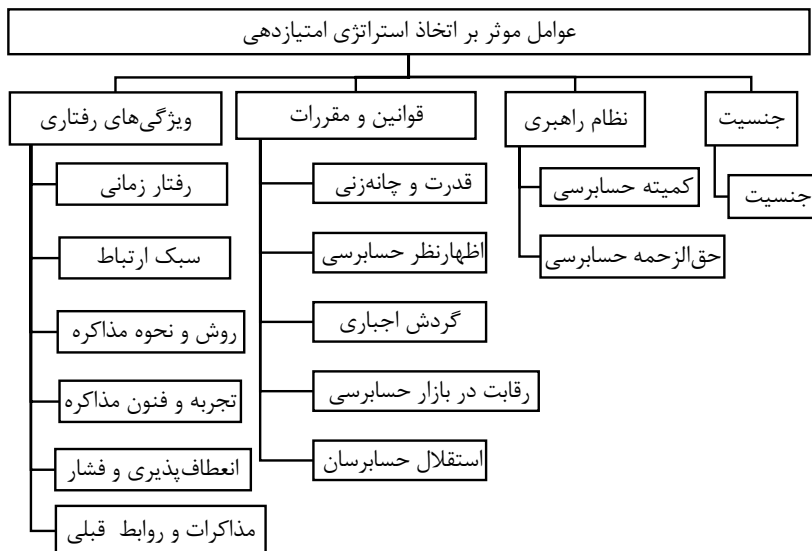 عوامل موثر بر اتخاذ استراتژی امتیازدهی
جنسیت
نظام راهبری
قوانین و مقررات
ویژگی‌های رفتاری
جنسیت
کمیته حسابرسی
حق‌الزحمه حسابرسی
قدرت و چانه‌زنی
اظهارنظر حسابرسی
گردش اجباری
رقابت در بازار حسابرسی
استقلال حسابرسان
رفتار زمانی
سبک ارتباط
روش و نحوه مذاکره
تجربه و فنون مذاکره
انعطاف‌پذیری و فشار
مذاکرات و روابط قبلی